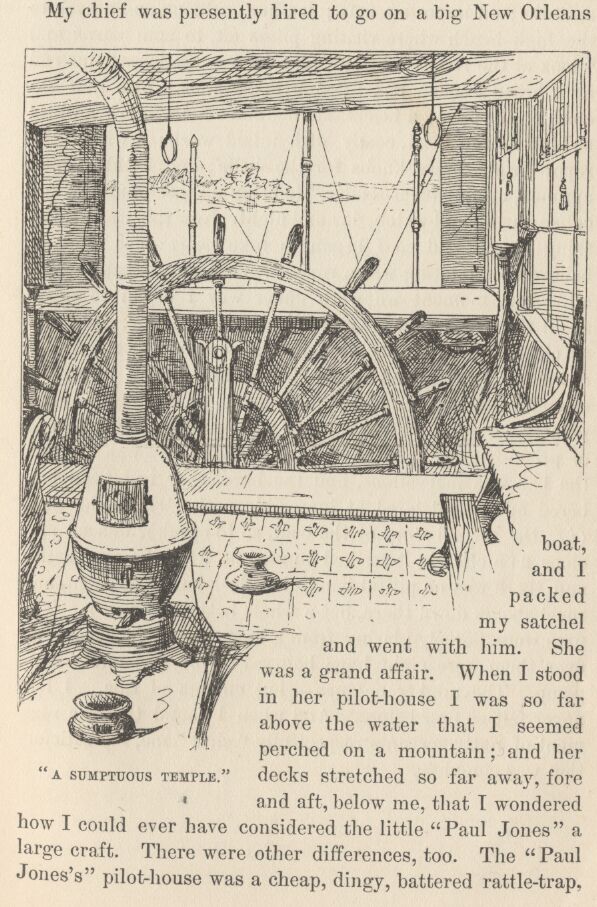 My chief was presently hired to go on a big New Orleans
boat,
and I
packed
my satchel
and went with him. She
was a grand affair. When I stood
in her pilot-house I was so far
above the water that I seemed
perched on a mountain; and her
decks stretched so far away, fore
and aft, below me, that I wondered
how I could ever have considered the little “Paul Jones” a
large craft. There were other differences, too. The “Paul
Jones's” pilot-house was a cheap, dingy, battered rattle-trap,
“A SUMPTUOUS TEMPLE.”